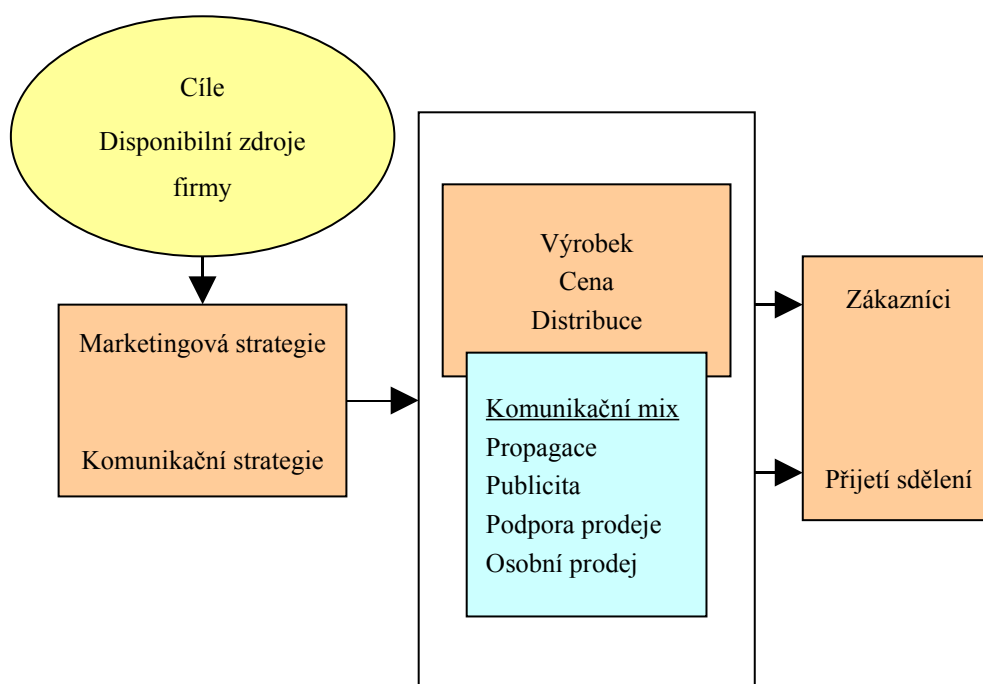 Cíle
Disponibilní zdroje
firmy
Marketingová strategie
Komunikační strategie
Výrobek
Cena
Distribuce
Komunikační mix
Propagace
Publicita
Podpora prodeje
Osobní prodej
Zákazníci
Přijetí sdělení